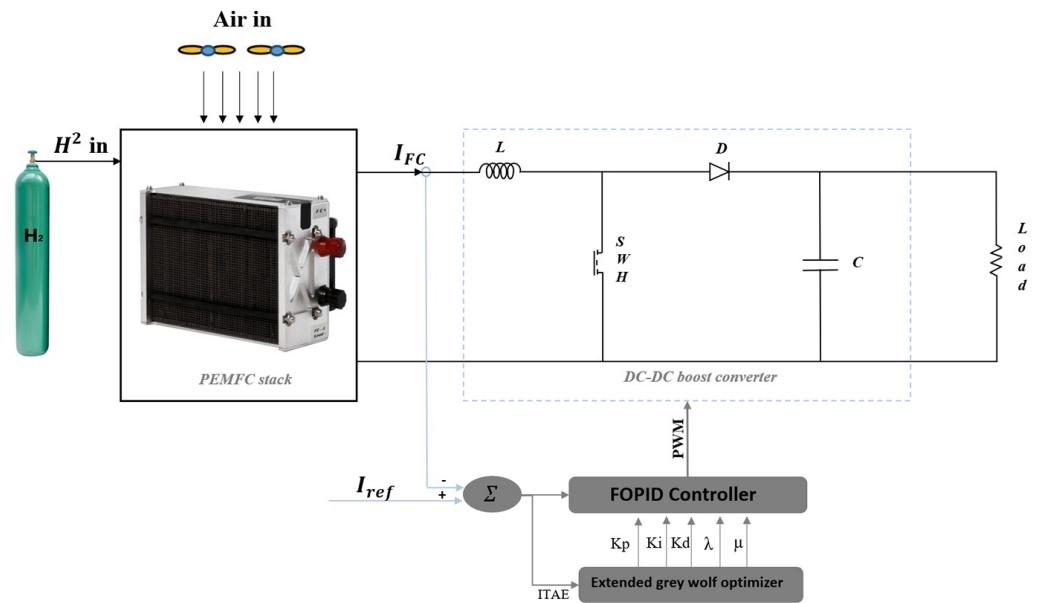 Air in
H² in
I_FC
L
D
H₂
S
W
H
C
L
o
a
d
PEMFC stack
DC-DC boost converter
PWM
I_ref
-
+
Σ
FOPID Controller
Kp
Ki
Kd
λ
μ
Extended grey wolf optimizer
ITAE